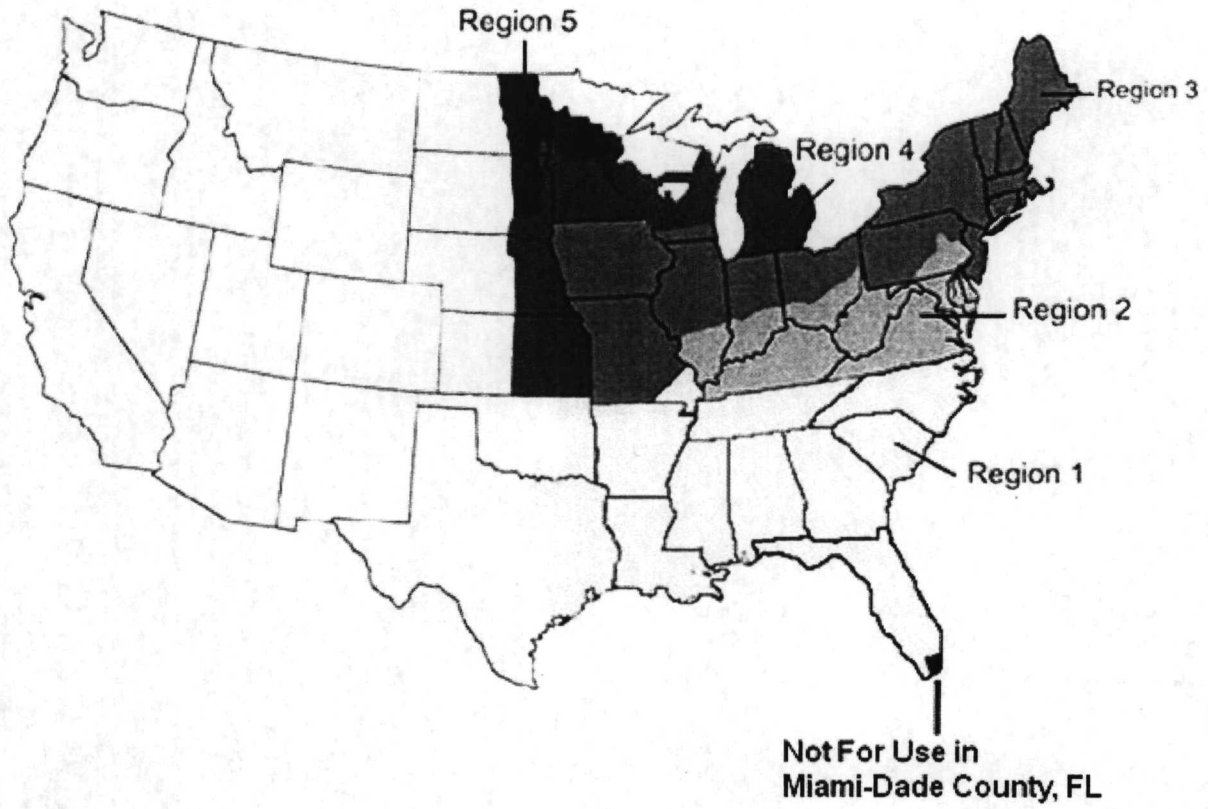 Region 5
Region 3
Region 4
Region 2
Region 1
Not For Use in
Miami-Dade County, FL